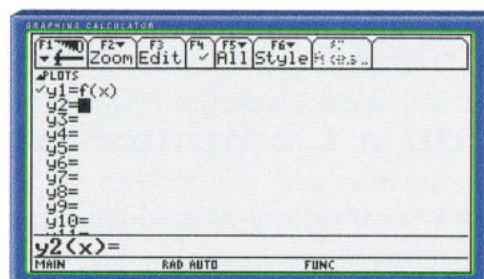 GRAPHING CALCULATOR
F1 F2▼ F3 F4 F5▼ F6▼
▼ Zoom Edit ✓ All Style
▲PLOTS
✓y1=f(x)
y2=
y3=
y4=
y5=
y6=
y7=
y8=
y9=
y10=
y11=
y2(x)=
MAIN RAD AUTO FUNC